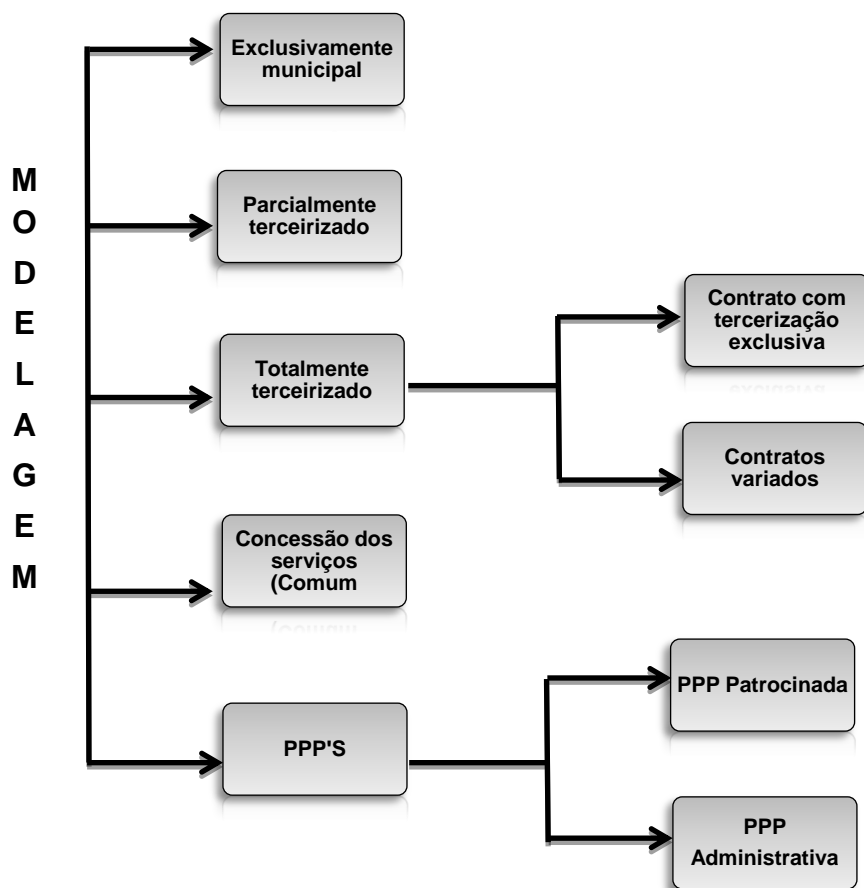 MODELAGEM
Exclusivamente
municipal
Parcialmente
terceirizado
Totalmente
terceirizado
Contrato com
tercerização
exclusiva
Contratos
variados
Concessão dos
serviços
(Comum
PPP'S
PPP Patrocinada
PPP
Administrativa